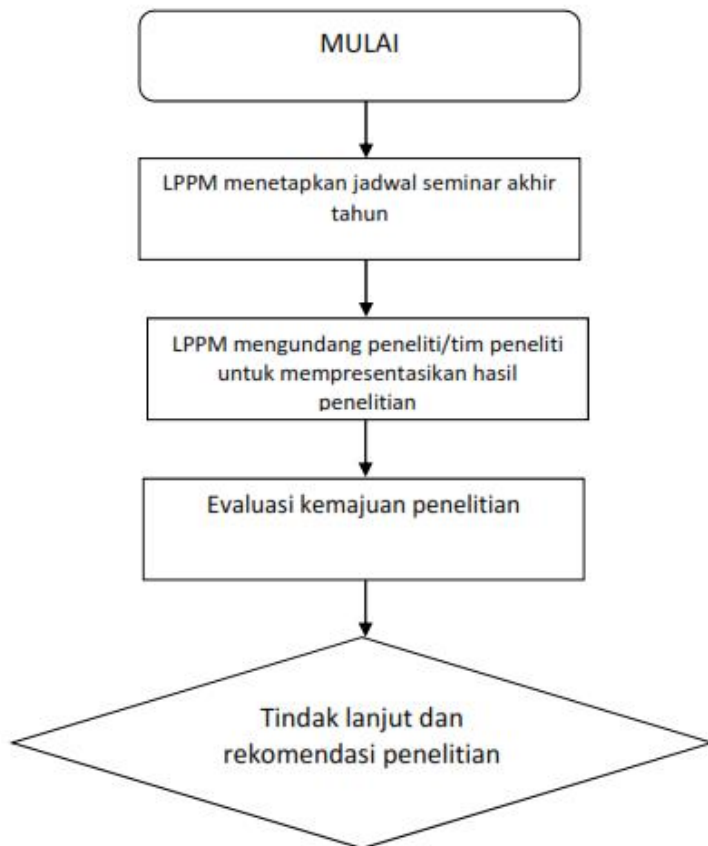 MULAI
LPPM menetapkan jadwal seminar akhir
tahun
LPPM mengundang peneliti/tim peneliti
untuk mempresentasikan hasil
penelitian
Evaluasi kemajuan penelitian
Tindak lanjut dan
rekomendasi penelitian